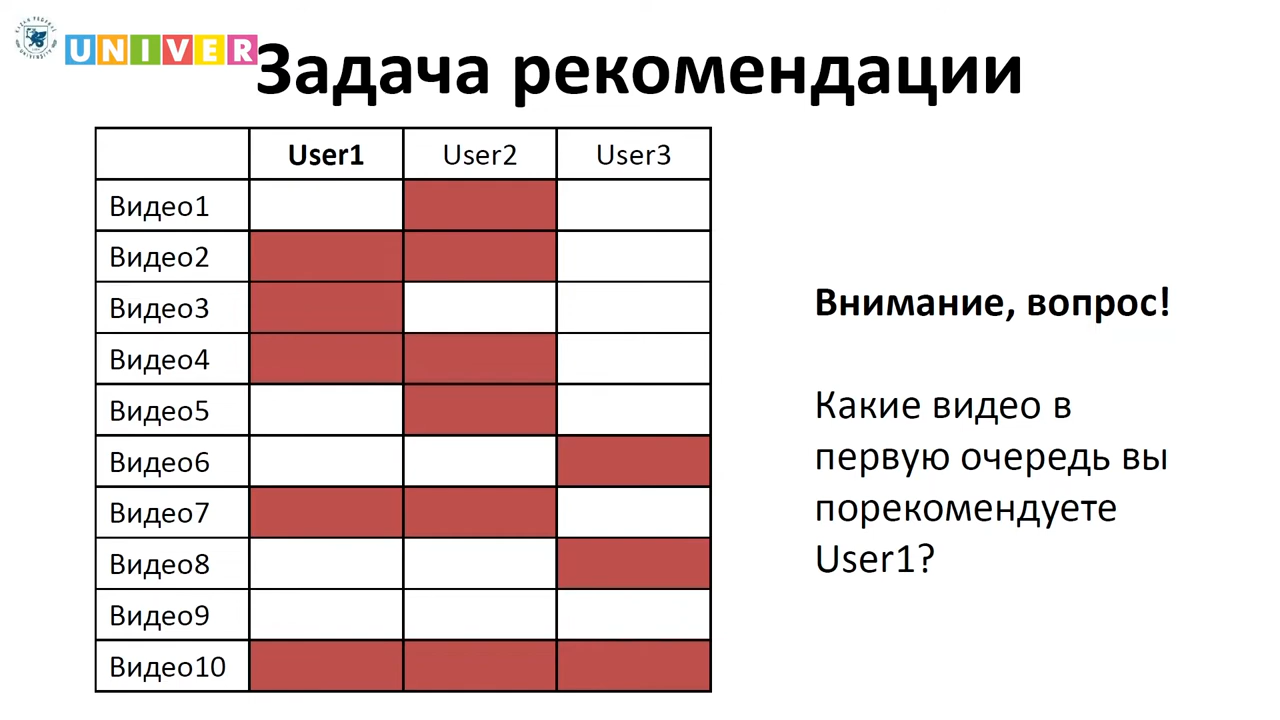 UNIVER
Задача рекомендации
User1 User2 User3
Видео1
Видео2
Видео3
Видео4
Видео5
Видео6
Видео7
Видео8
Видео9
Видео10
Внимание, вопрос!
Какие видео в
первую очередь вы
порекомендуете
User1?